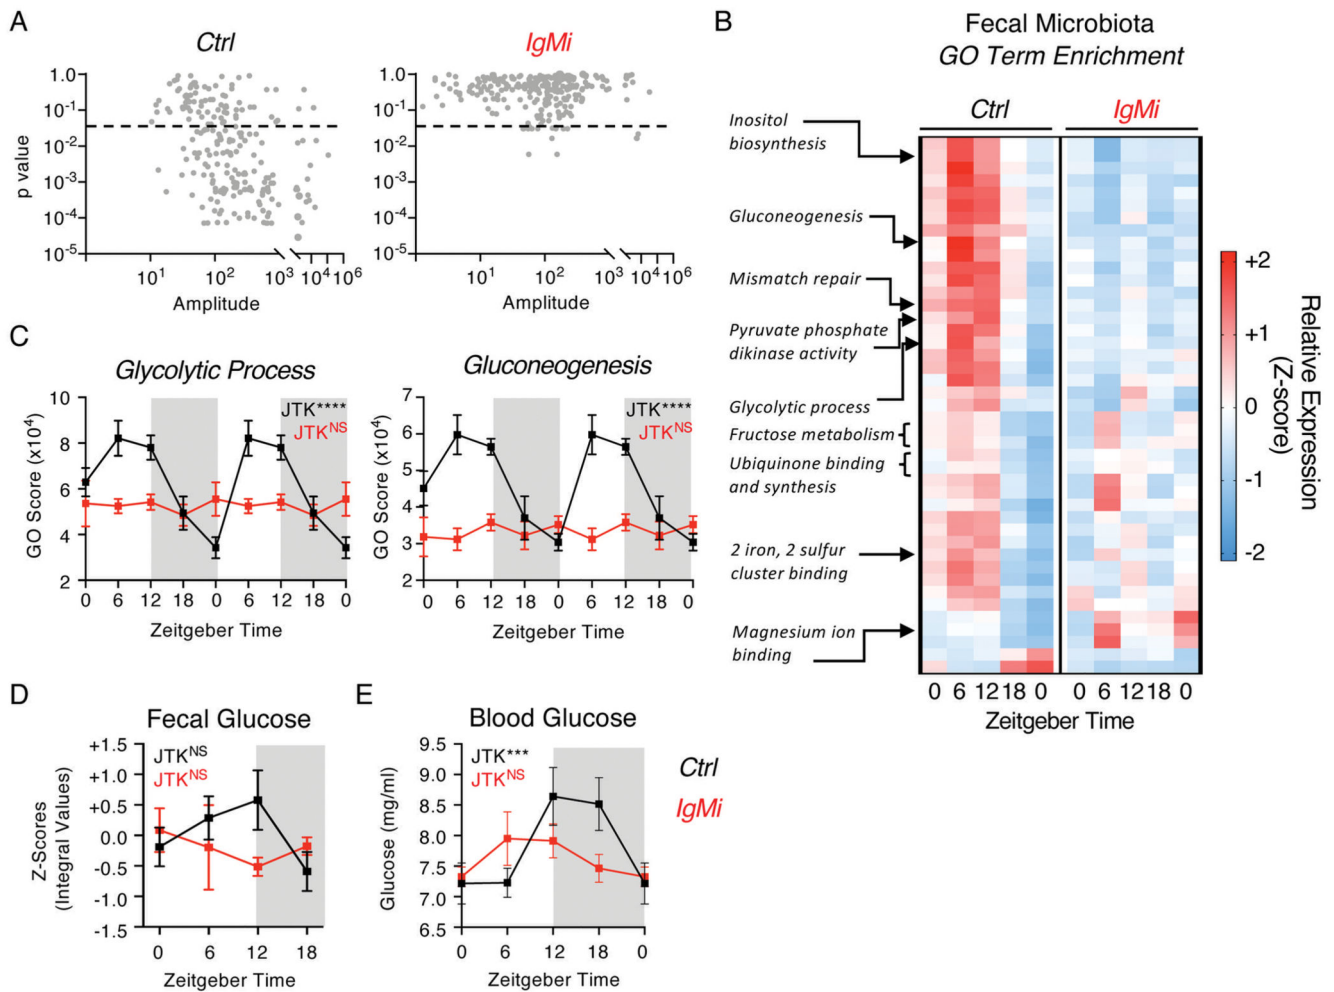 A
Ctrl
IgMi
p value
1.0
10-1
10-2
10-3
10-4
10-5
101
102
103
104
106
Amplitude
1.0
10-1
10-2
10-3
10-4
10-5
101
102
103
104
106
Amplitude
B
Fecal Microbiota
GO Term Enrichment
Ctrl
IgMi
Inositol
biosynthesis
Gluconeogenesis
Mismatch repair
Pyruvate phosphate
dikinase activity
Glycolytic process
Fructose metabolism
Ubiquinone binding
and synthesis
2 iron, 2 sulfur
cluster binding
Magnesium ion
binding
0 6 12 18 0
0 6 12 18 0
Zeitgeber Time
+2
+1
0
-1
-2
Relative Expression
(Z-score)
C
Glycolytic Process
JTK****
JTKNS
GO Score (x104)
10
8
6
4
2
0 6 12 18 0 6 12 18 0
Zeitgeber Time
Gluconeogenesis
JTK****
JTKNS
GO Score (x104)
7
6
5
4
3
2
0 6 12 18 0 6 12 18 0
Zeitgeber Time
D
Fecal Glucose
JTKNS
JTKNS
Z-Scores
(Integral Values)
+1.5
+1.0
+0.5
0.0
-0.5
-1.0
-1.5
0 6 12 18
Zeitgeber Time
E
Blood Glucose
JTK***
JTKNS
Glucose (mg/ml)
9.5
9.0
8.5
8.0
7.5
7.0
6.5
0 6 12 18 0
Zeitgeber Time
Ctrl
IgMi